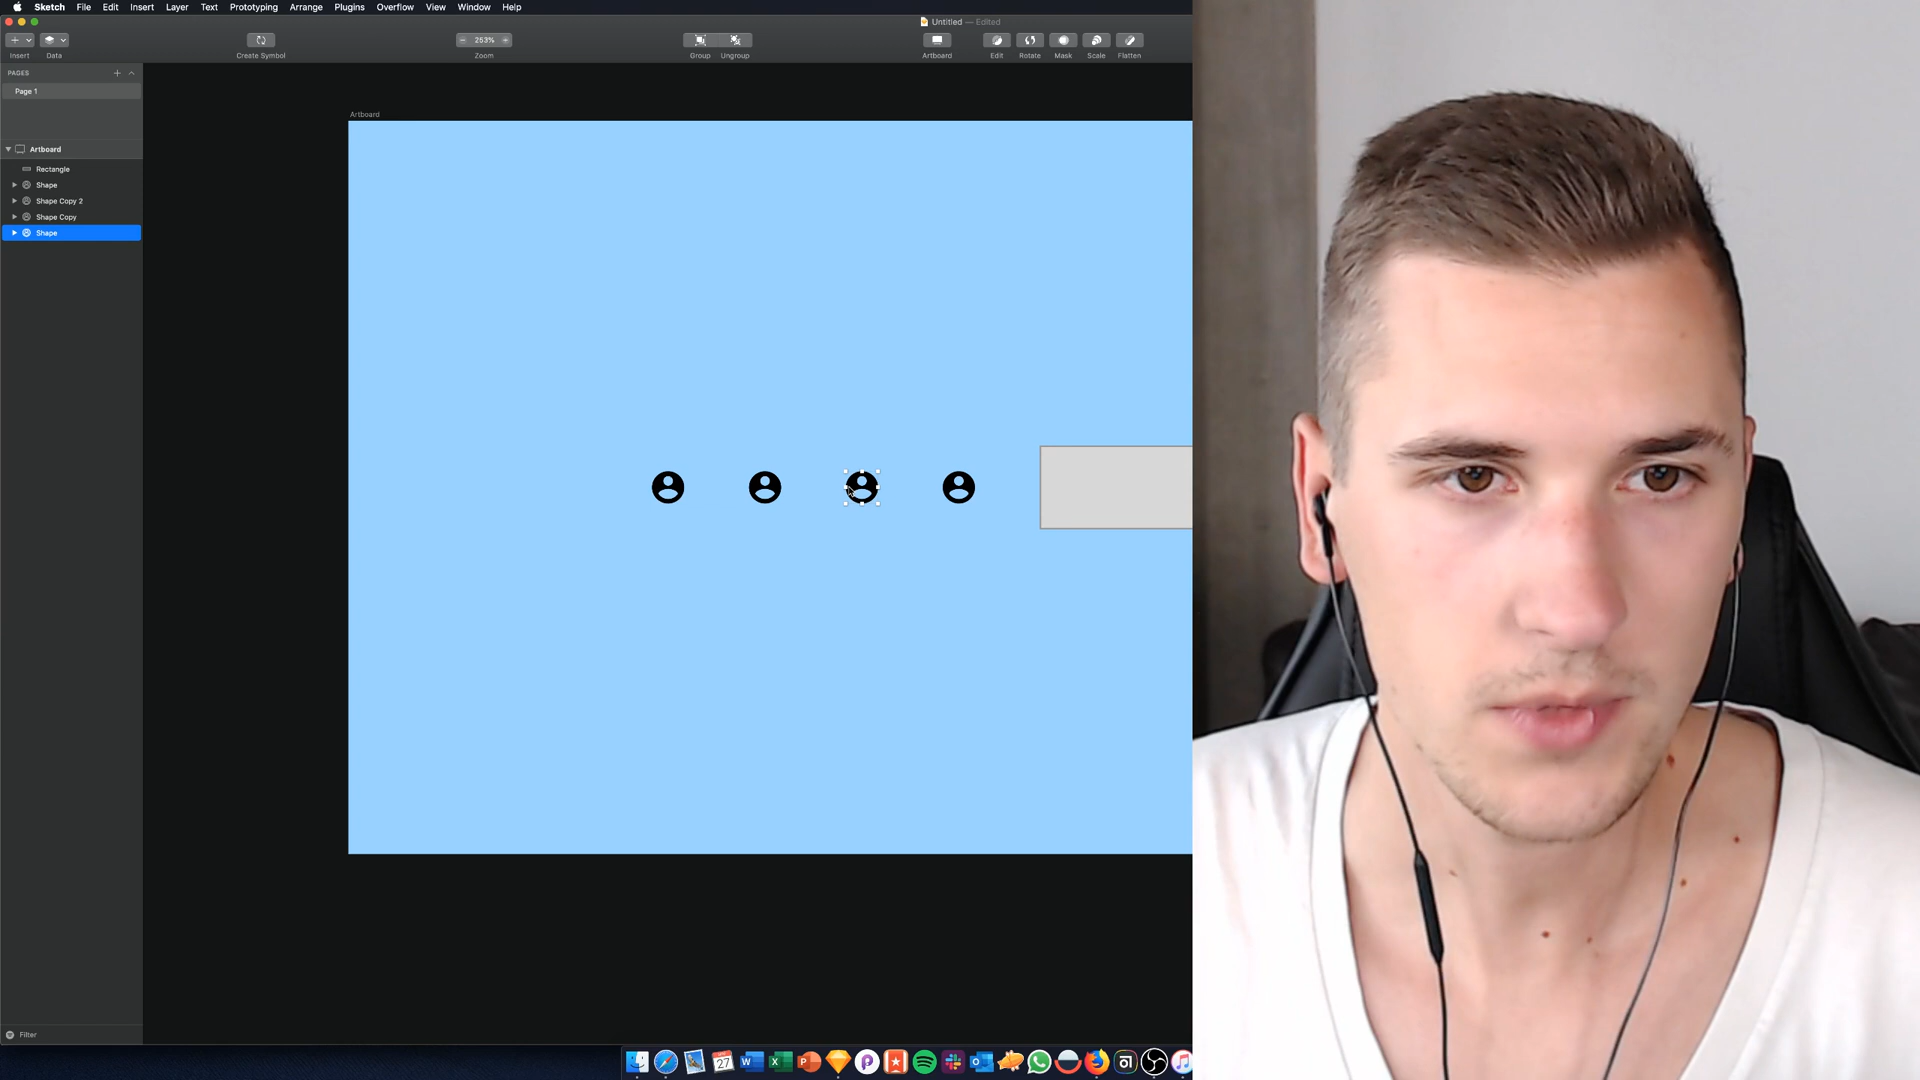 Sketch File Edit Insert Layer Text Prototyping Arrange Plugins Overflow View Window Help
Untitled — Edited
253%
Insert Data Create Symbol Zoom Group Ungroup Artboard Edit Rotate Mask Scale Flatten
PAGES
Page 1
Artboard
Artboard
Rectangle
Shape
Shape Copy 2
Shape Copy
Shape
Filter
27